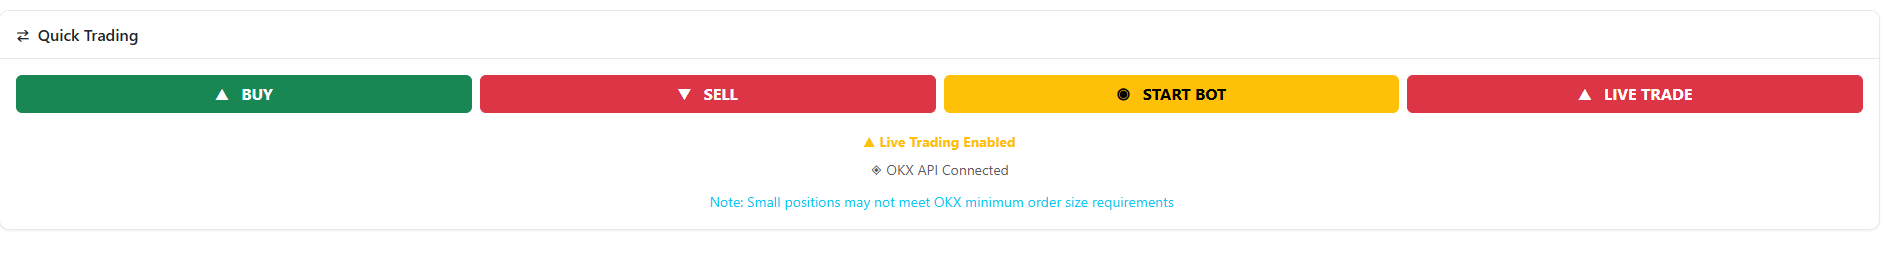 Quick Trading
BUY
SELL
START BOT
LIVE TRADE
Live Trading Enabled
OKX API Connected
Note: Small positions may not meet OKX minimum order size requirements